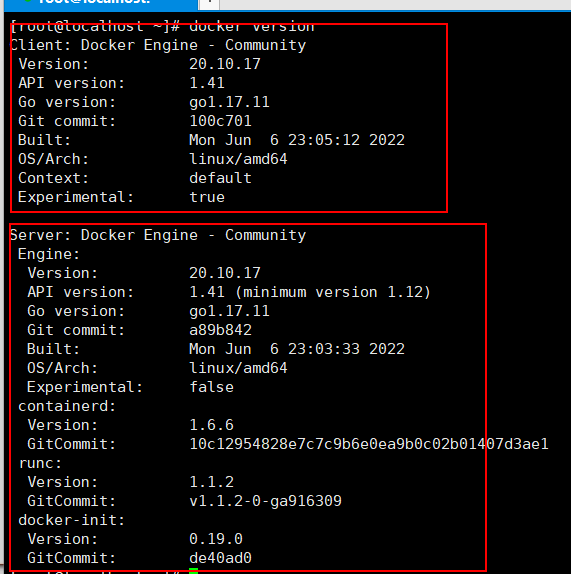 root@localhost:
[root@localhost ~]# docker version
Client: Docker Engine - Community
Version: 20.10.17
API version: 1.41
Go version: go1.17.11
Git commit: 100c701
Built: Mon Jun  6 23:05:12 2022
OS/Arch: linux/amd64
Context: default
Experimental: true
Server: Docker Engine - Community
Engine:
Version: 20.10.17
API version: 1.41 (minimum version 1.12)
Go version: go1.17.11
Git commit: a89b842
Built: Mon Jun  6 23:03:33 2022
OS/Arch: linux/amd64
Experimental: false
containerd:
Version: 1.6.6
GitCommit: 10c12954828e7c7c9b6e0ea9b0c02b01407d3ae1
runc:
Version: 1.1.2
GitCommit: v1.1.2-0-ga916309
docker-init:
Version: 0.19.0
GitCommit: de40ad0